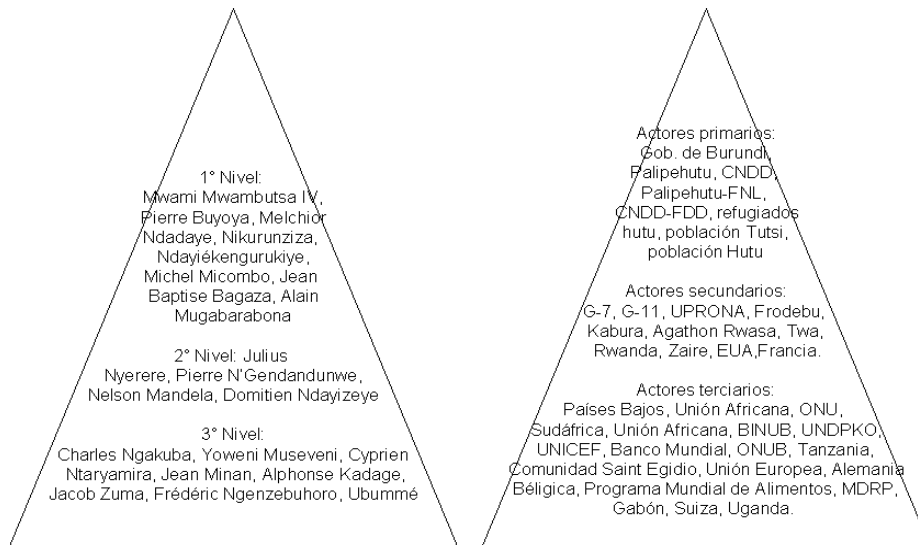 1° Nivel:
Mwami Mwambutsa IV,
Pierre Buyoya, Melchior
Ndadaye, Nikurunziza,
Ndayiékengurukiye,
Michel Micombo, Jean
Baptise Bagaza, Alain
Mugabarabona
2° Nivel: Julius
Nyerere, Pierre N'Gendandunwe,
Nelson Mandela, Domitien Ndayizeye
3° Nivel:
Charles Ngakuba, Yoweni Museveni, Cyprien
Ntaryamira, Jean Minan, Alphonse Kadage,
Jacob Zuma, Frédéric Ngenzebuhoro, Ubummé
Actores primarios:
Gob. de Burundi,
Palipehutu, CNDD,
Palipehutu-FNL,
CNDD-FDD, refugiados
hutu, población Tutsi,
población Hutu
Actores secundarios:
G-7, G-11, UPRONA, Frodebu,
Kabura, Agathon Rwasa, Twa,
Rwanda, Zaire, EUA,Francia.
Actores terciarios:
Países Bajos, Unión Africana, ONU,
Sudáfrica, Unión Africana, BINUB, UNDPKO,
UNICEF, Banco Mundial, ONUB, Tanzania,
Comunidad Saint Egidio, Unión Europea, Alemania
Béligica, Programa Mundial de Alimentos, MDRP,
Gabón, Suiza, Uganda.